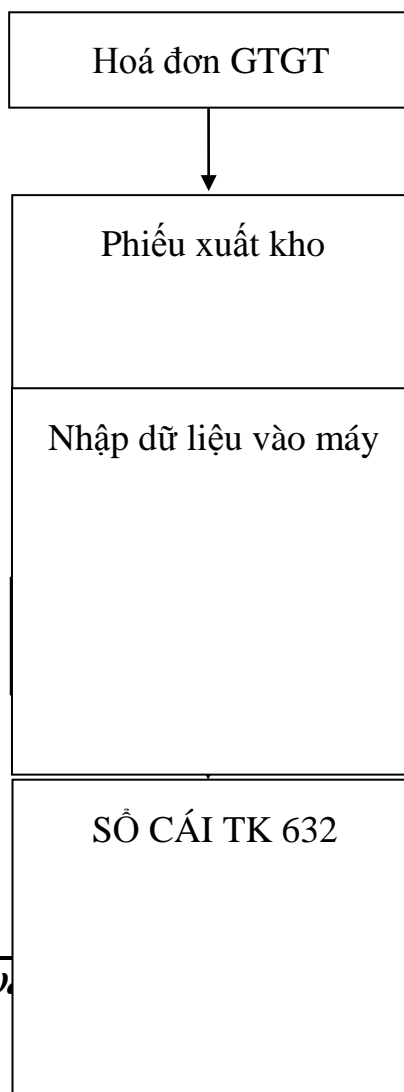 Hoá đơn GTGT
Phiếu xuất kho
Nhập dữ liệu vào máy
SỔ CÁI TK 632